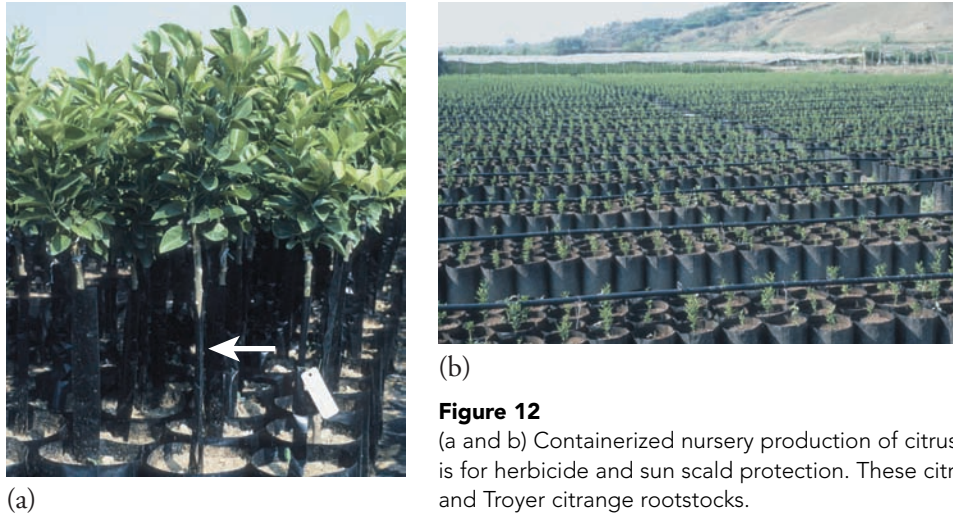 (a)
(b)
Figure 12
(a and b) Containerized nursery production of citrus
is for herbicide and sun scald protection. These
and Troyer citrange rootstocks.